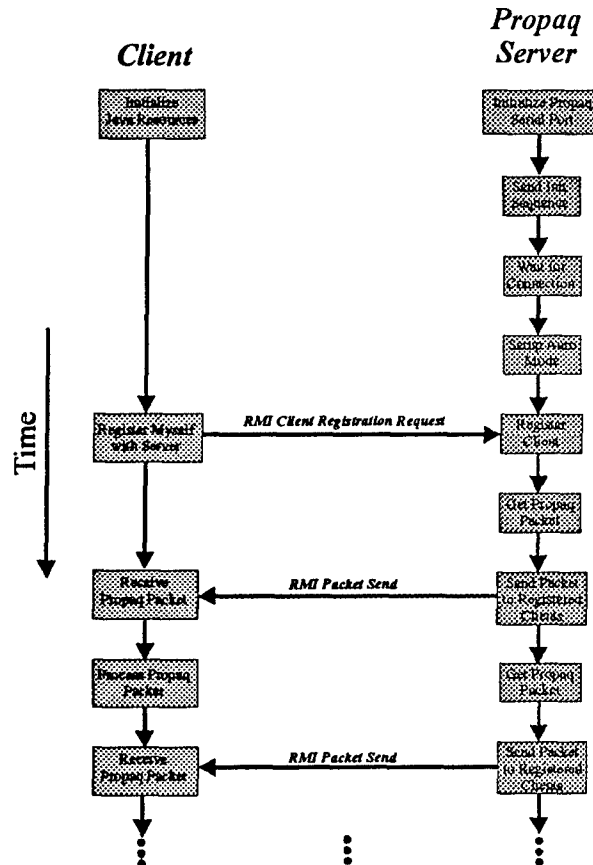 Propaq
Server
Client
Initialize
Java Resources
Initialize Propaq
Serial Port
Send Init
Sequence
Wait for
Connection
Setup Auto
Mode
Time
Register Myself
with Server
RMI Client Registration Request
Register
Client
Get Propaq
Packet
Receive
Propaq Packet
RMI Packet Send
Send Packet
to Registered
Clients
Process Propaq
Packet
Get Propaq
Packet
Receive
Propaq Packet
RMI Packet Send
Send Packet
to Registered
Clients